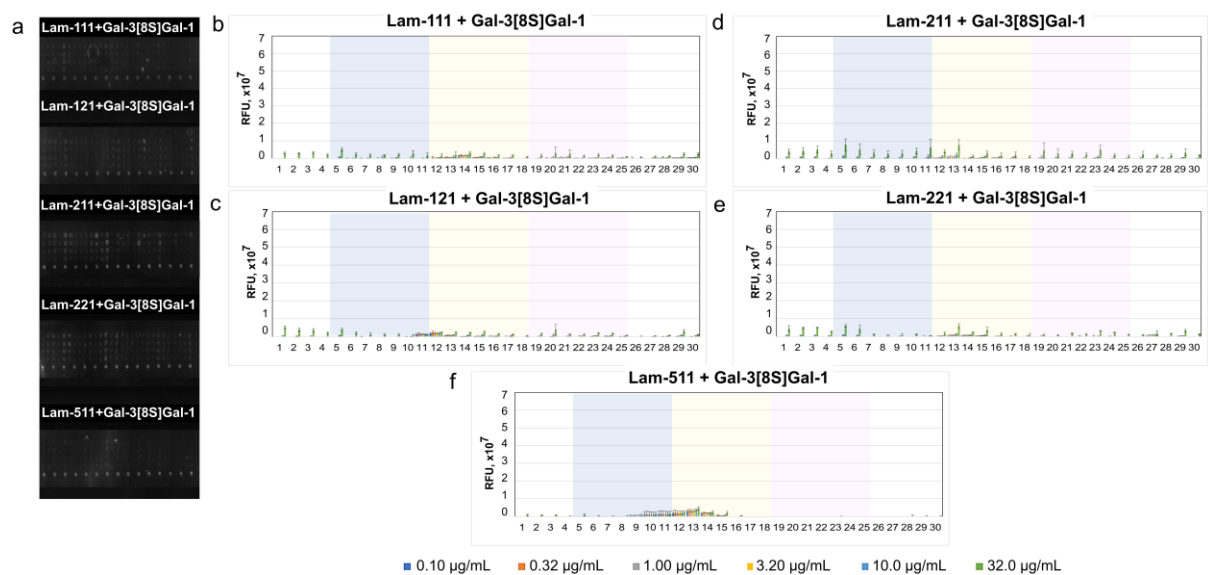 a
Lam-111+Gal-3[8S]Gal-1
Lam-121+Gal-3[8S]Gal-1
Lam-211+Gal-3[8S]Gal-1
Lam-221+Gal-3[8S]Gal-1
Lam-511+Gal-3[8S]Gal-1
b
Lam-111 + Gal-3[8S]Gal-1
RFU, x10⁷
7
6
5
4
3
2
1
0
1 2 3 4 5 6 7 8 9 10 11 12 13 14 15 16 17 18 19 20 21 22 23 24 25 26 27 28 29 30
c
Lam-121 + Gal-3[8S]Gal-1
RFU, x10⁷
7
6
5
4
3
2
1
0
1 2 3 4 5 6 7 8 9 10 11 12 13 14 15 16 17 18 19 20 21 22 23 24 25 26 27 28 29 30
d
Lam-211 + Gal-3[8S]Gal-1
RFU, x10⁷
7
6
5
4
3
2
1
0
1 2 3 4 5 6 7 8 9 10 11 12 13 14 15 16 17 18 19 20 21 22 23 24 25 26 27 28 29 30
e
Lam-221 + Gal-3[8S]Gal-1
RFU, x10⁷
7
6
5
4
3
2
1
0
1 2 3 4 5 6 7 8 9 10 11 12 13 14 15 16 17 18 19 20 21 22 23 24 25 26 27 28 29 30
f
Lam-511 + Gal-3[8S]Gal-1
RFU, x10⁷
7
6
5
4
3
2
1
0
1 2 3 4 5 6 7 8 9 10 11 12 13 14 15 16 17 18 19 20 21 22 23 24 25 26 27 28 29 30
0.10 µg/mL 0.32 µg/mL 1.00 µg/mL 3.20 µg/mL 10.0 µg/mL 32.0 µg/mL